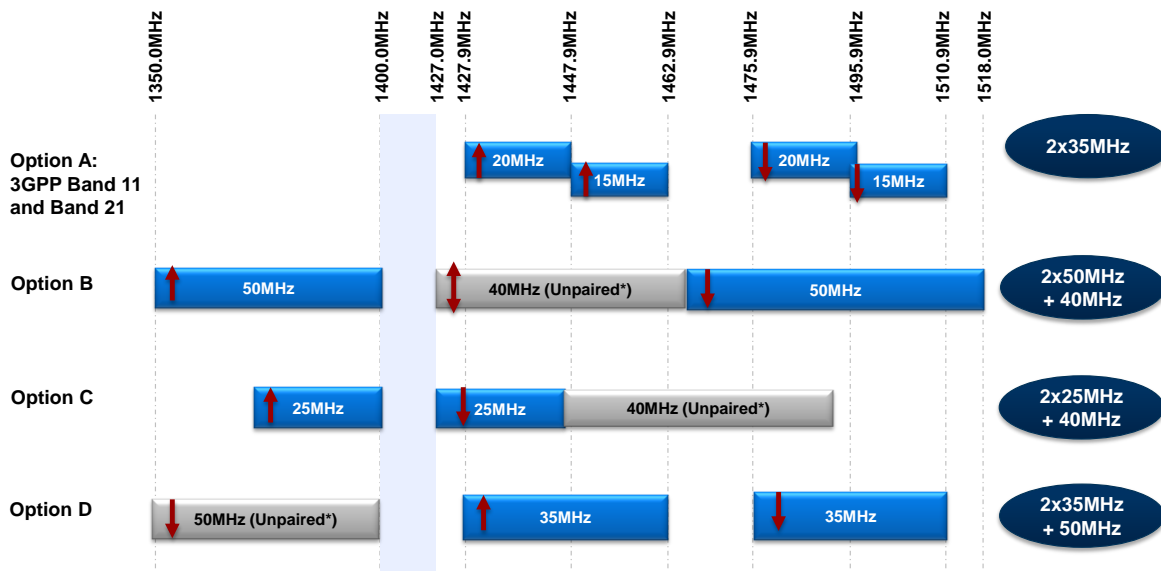 1350.0MHz
1400.0MHz
1427.0MHz
1427.9MHz
1447.9MHz
1462.9MHz
1475.9MHz
1495.9MHz
1510.9MHz
1518.0MHz
Option A:
3GPP Band 11
and Band 21
20MHz
15MHz
20MHz
15MHz
2x35MHz
Option B
50MHz
40MHz (Unpaired*)
50MHz
2x50MHz
+ 40MHz
Option C
25MHz
25MHz
40MHz (Unpaired*)
2x25MHz
+ 40MHz
Option D
50MHz (Unpaired*)
35MHz
35MHz
2x35MHz
+ 50MHz